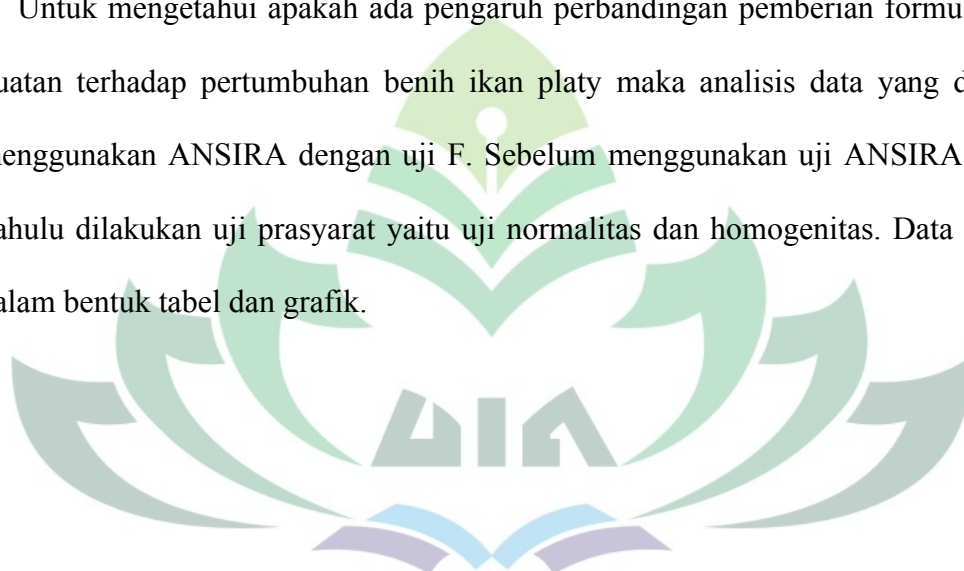 Untuk mengetahui apakah ada pengaruh perbandingan pemberian formu
uatan terhadap pertumbuhan benih ikan platy maka analisis data yang d
enggunakan ANSIRA dengan uji F. Sebelum menggunakan uji ANSIRA
ahulu dilakukan uji prasyarat yaitu uji normalitas dan homogenitas. Data
alam bentuk tabel dan grafik.
UIN